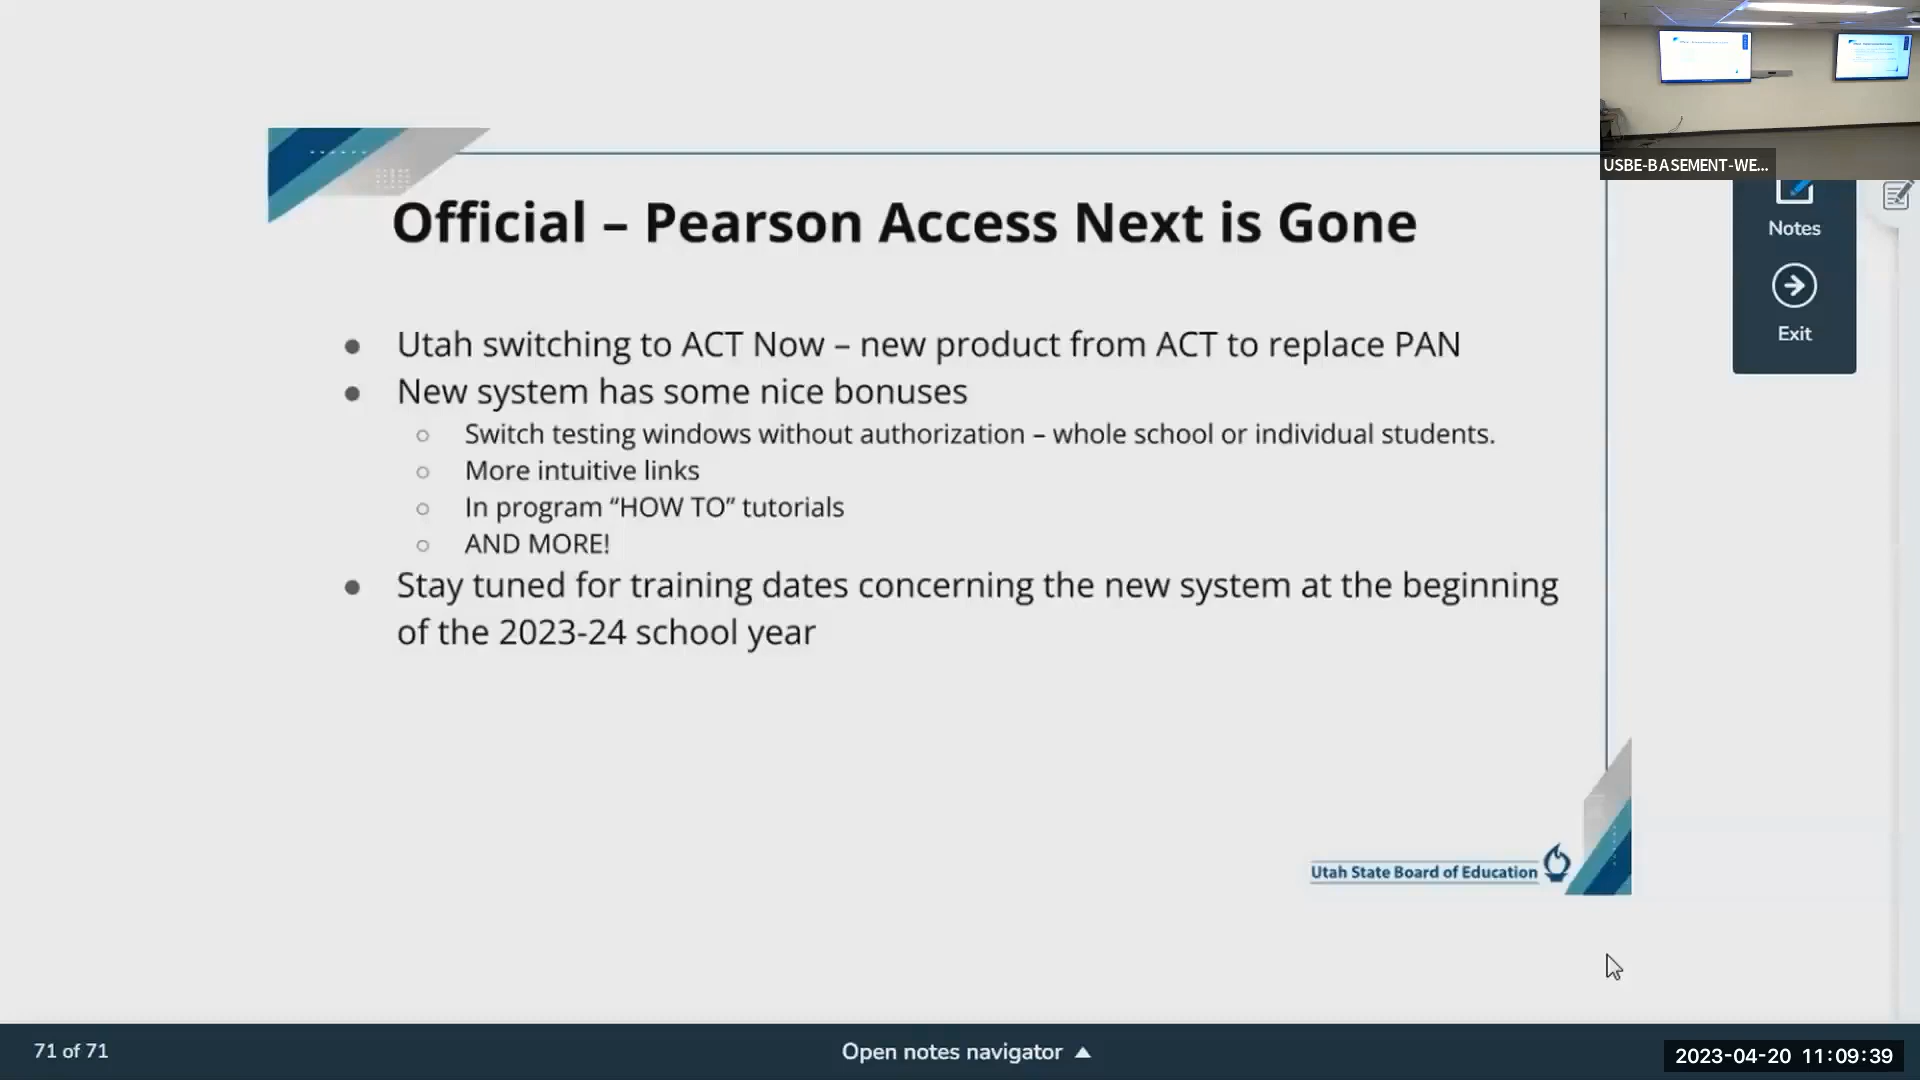 USBE-BASEMENT-WE...
Official – Pearson Access Next is Gone
Notes
Exit
Utah switching to ACT Now – new product from ACT to replace PAN
New system has some nice bonuses
Switch testing windows without authorization – whole school or individual students.
More intuitive links
In program “HOW TO” tutorials
AND MORE!
Stay tuned for training dates concerning the new system at the beginning
of the 2023-24 school year
Utah State Board of Education
71 of 71
Open notes navigator
2023-04-20 11:09:39